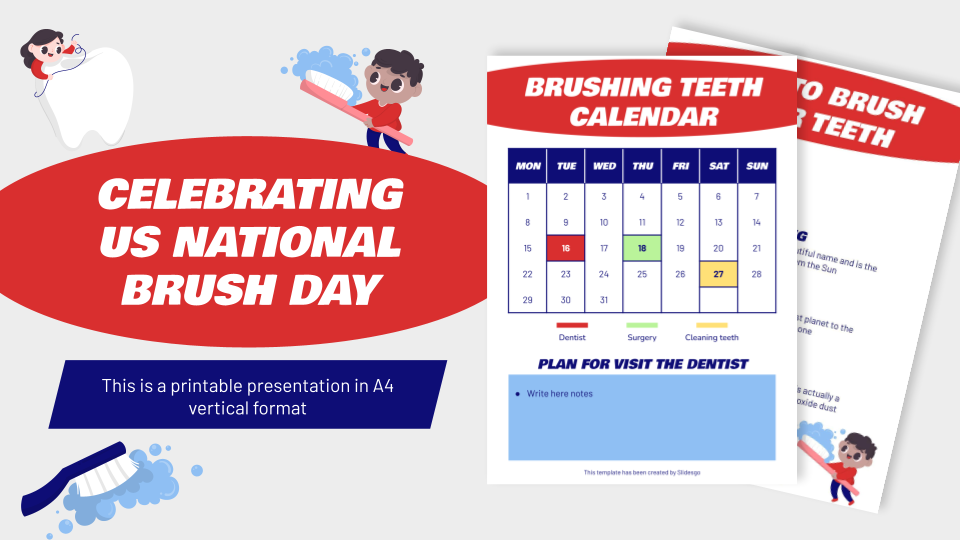 CELEBRATING
US NATIONAL
BRUSH DAY
This is a printable presentation in A4
vertical format
BRUSHING TEETH
CALENDAR
MON TUE WED THU FRI SAT SUN
1 2 3 4 5 6 7
8 9 10 11 12 13 14
15 16 17 18 19 20 21
22 23 24 25 26 27 28
29 30 31
Dentist Surgery Cleaning teeth
PLAN FOR VISIT THE DENTIST
Write here notes
This template has been created by Slidesgo
TO BRUSH
TEETH
name and is the
the Sun
planet to the
actually a
dust